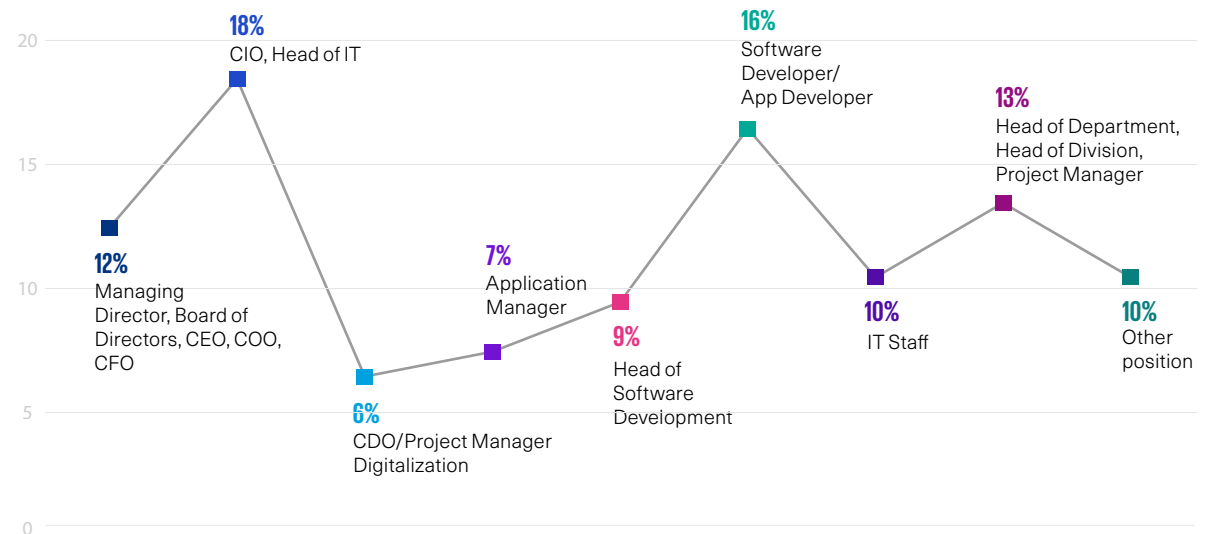 20
15
10
5
0
12%
Managing
Director, Board of
Directors, CEO, COO,
CFO
18%
CIO, Head of IT
6%
CDO/Project Manager
Digitalization
7%
Application
Manager
9%
Head of
Software
Development
16%
Software
Developer/
App Developer
10%
IT Staff
13%
Head of Department,
Head of Division,
Project Manager
10%
Other
position